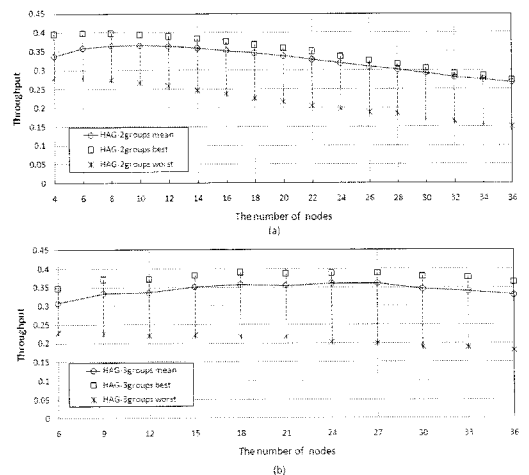 0.45
0.4
0.35
0.3
0.25
0.2
0.15
0.1
0.05
0
Throughput
HAG-2groups mean
HAG-2groups best
HAG-2groups worst
4 6 8 10 12 14 16 18 20 22 24 26 28 30 32 34 36
The number of nodes
(a)
0.45
0.4
0.35
0.3
0.25
0.2
0.15
0.1
0.05
0
Throughput
HAG-3groups mean
HAG-3groups best
HAG-3groups worst
6 9 12 15 18 21 24 27 30 33 36
The number of nodes
(b)